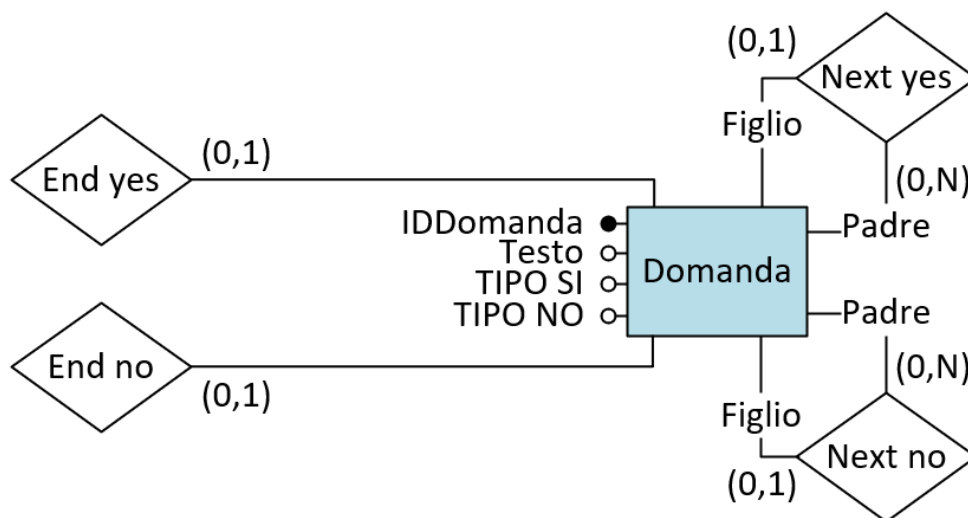 (0,1)
Next yes
Figlio
(0,1)
End yes
(0,N)
IDDomanda
Padre
Testo
Domanda
TIPO SI
TIPO NO
Padre
End no
(0,1)
(0,N)
Figlio
Next no
(0,1)